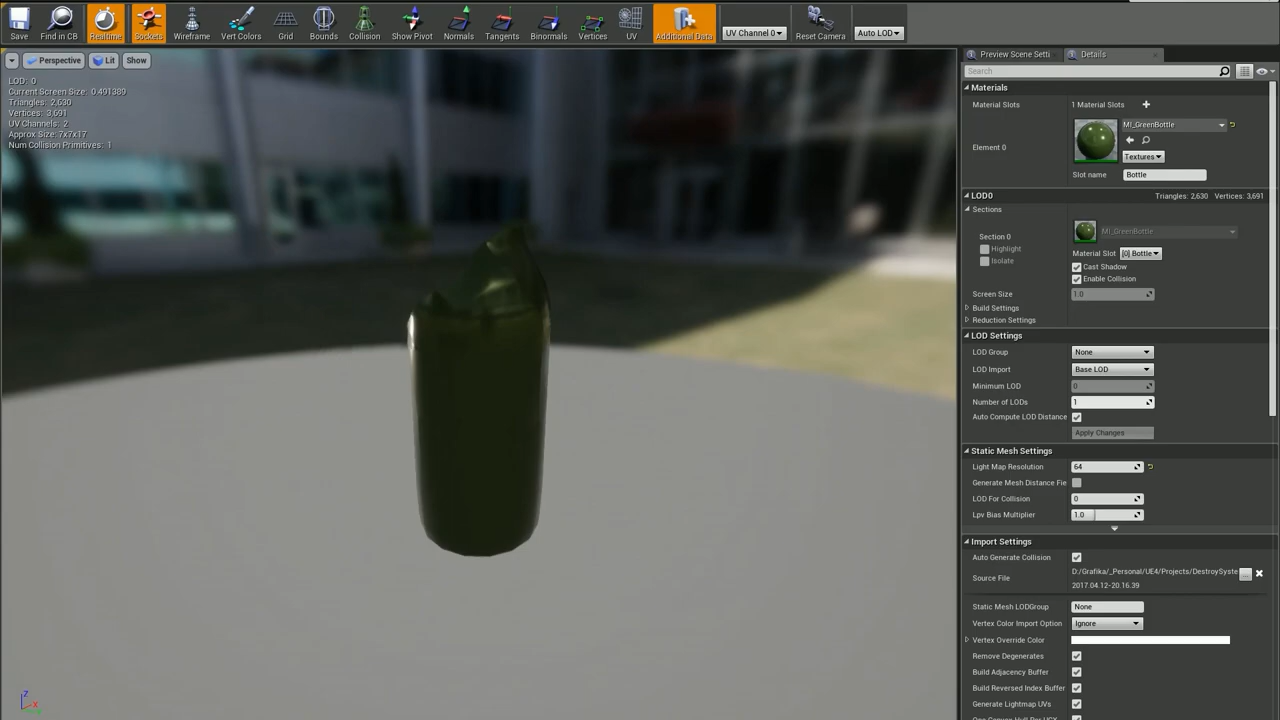 Save
Find in CB
Realtime
Sockets
Wireframe
Vert Colors
Grid
Bounds
Collision
Show Pivot
Normals
Tangents
Binormals
Vertices
UV
Additional Data
UV Channel 0
Reset Camera
Auto LOD
Perspective
Lit
Show
LOD: 0
Current Screen Size: 0.491389
Triangles: 2,630
Vertices: 3,691
UV Channels: 2
Approx Size: 7x7x17
Num Collision Primitives: 1
Preview Scene Setti
Details
Search
Materials
Material Slots
1 Material Slots
Element 0
MI_GreenBottle
Textures
Slot name
Bottle
LOD0
Triangles: 2,630 Vertices: 3,691
Sections
Section 0
Highlight
Isolate
MI_GreenBottle
Material Slot
[0] Bottle
Cast Shadow
Enable Collision
Screen Size
1.0
Build Settings
Reduction Settings
LOD Settings
LOD Group
None
LOD Import
Base LOD
Minimum LOD
0
Number of LODs
1
Auto Compute LOD Distance
Apply Changes
Static Mesh Settings
Light Map Resolution
64
Generate Mesh Distance Fie
LOD For Collision
0
Lpv Bias Multiplier
1.0
Import Settings
Auto Generate Collision
Source File
D:/Grafika/_Personal/UE4/Projects/DestroySyste
...
2017.04.12-20.16.39
Static Mesh LODGroup
None
Vertex Color Import Option
Ignore
Vertex Override Color
Remove Degenerates
Build Adjacency Buffer
Build Reversed Index Buffer
Generate Lightmap UVs
Z
X